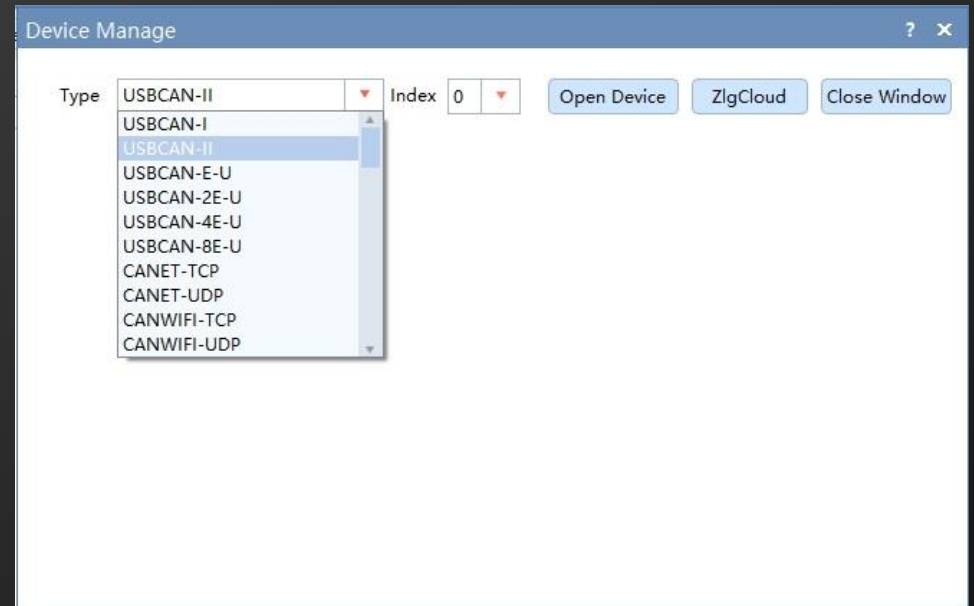 Device Manage ? ×
Type USBCAN-II Index 0 Open Device ZlgCloud Close Window
USBCAN-I
USBCAN-II
USBCAN-E-U
USBCAN-2E-U
USBCAN-4E-U
USBCAN-8E-U
CANET-TCP
CANET-UDP
CANWIFI-TCP
CANWIFI-UDP